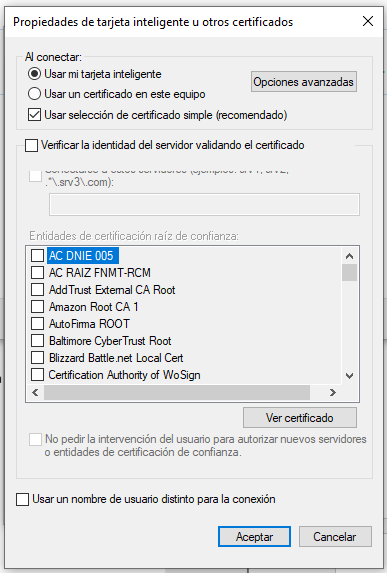 Propiedades de tarjeta inteligente u otros certificados
Al conectar:
Usar mi tarjeta inteligente
Opciones avanzadas
Usar un certificado en este equipo
Usar selección de certificado simple (recomendado)
Verificar la identidad del servidor validando el certificado
Conectarse a estos servidores (ejemplos: srv1, srv2,
.*\.srv3\.com):
Entidades de certificación raíz de confianza:
AC DNIE 005
AC RAIZ FNMT-RCM
AddTrust External CA Root
Amazon Root CA 1
AutoFirma ROOT
Baltimore CyberTrust Root
Blizzard Battle.net Local Cert
Certification Authority of WoSign
Ver certificado
No pedir la intervención del usuario para autorizar nuevos servidores
o entidades de certificación de confianza.
Usar un nombre de usuario distinto para la conexión
Aceptar
Cancelar